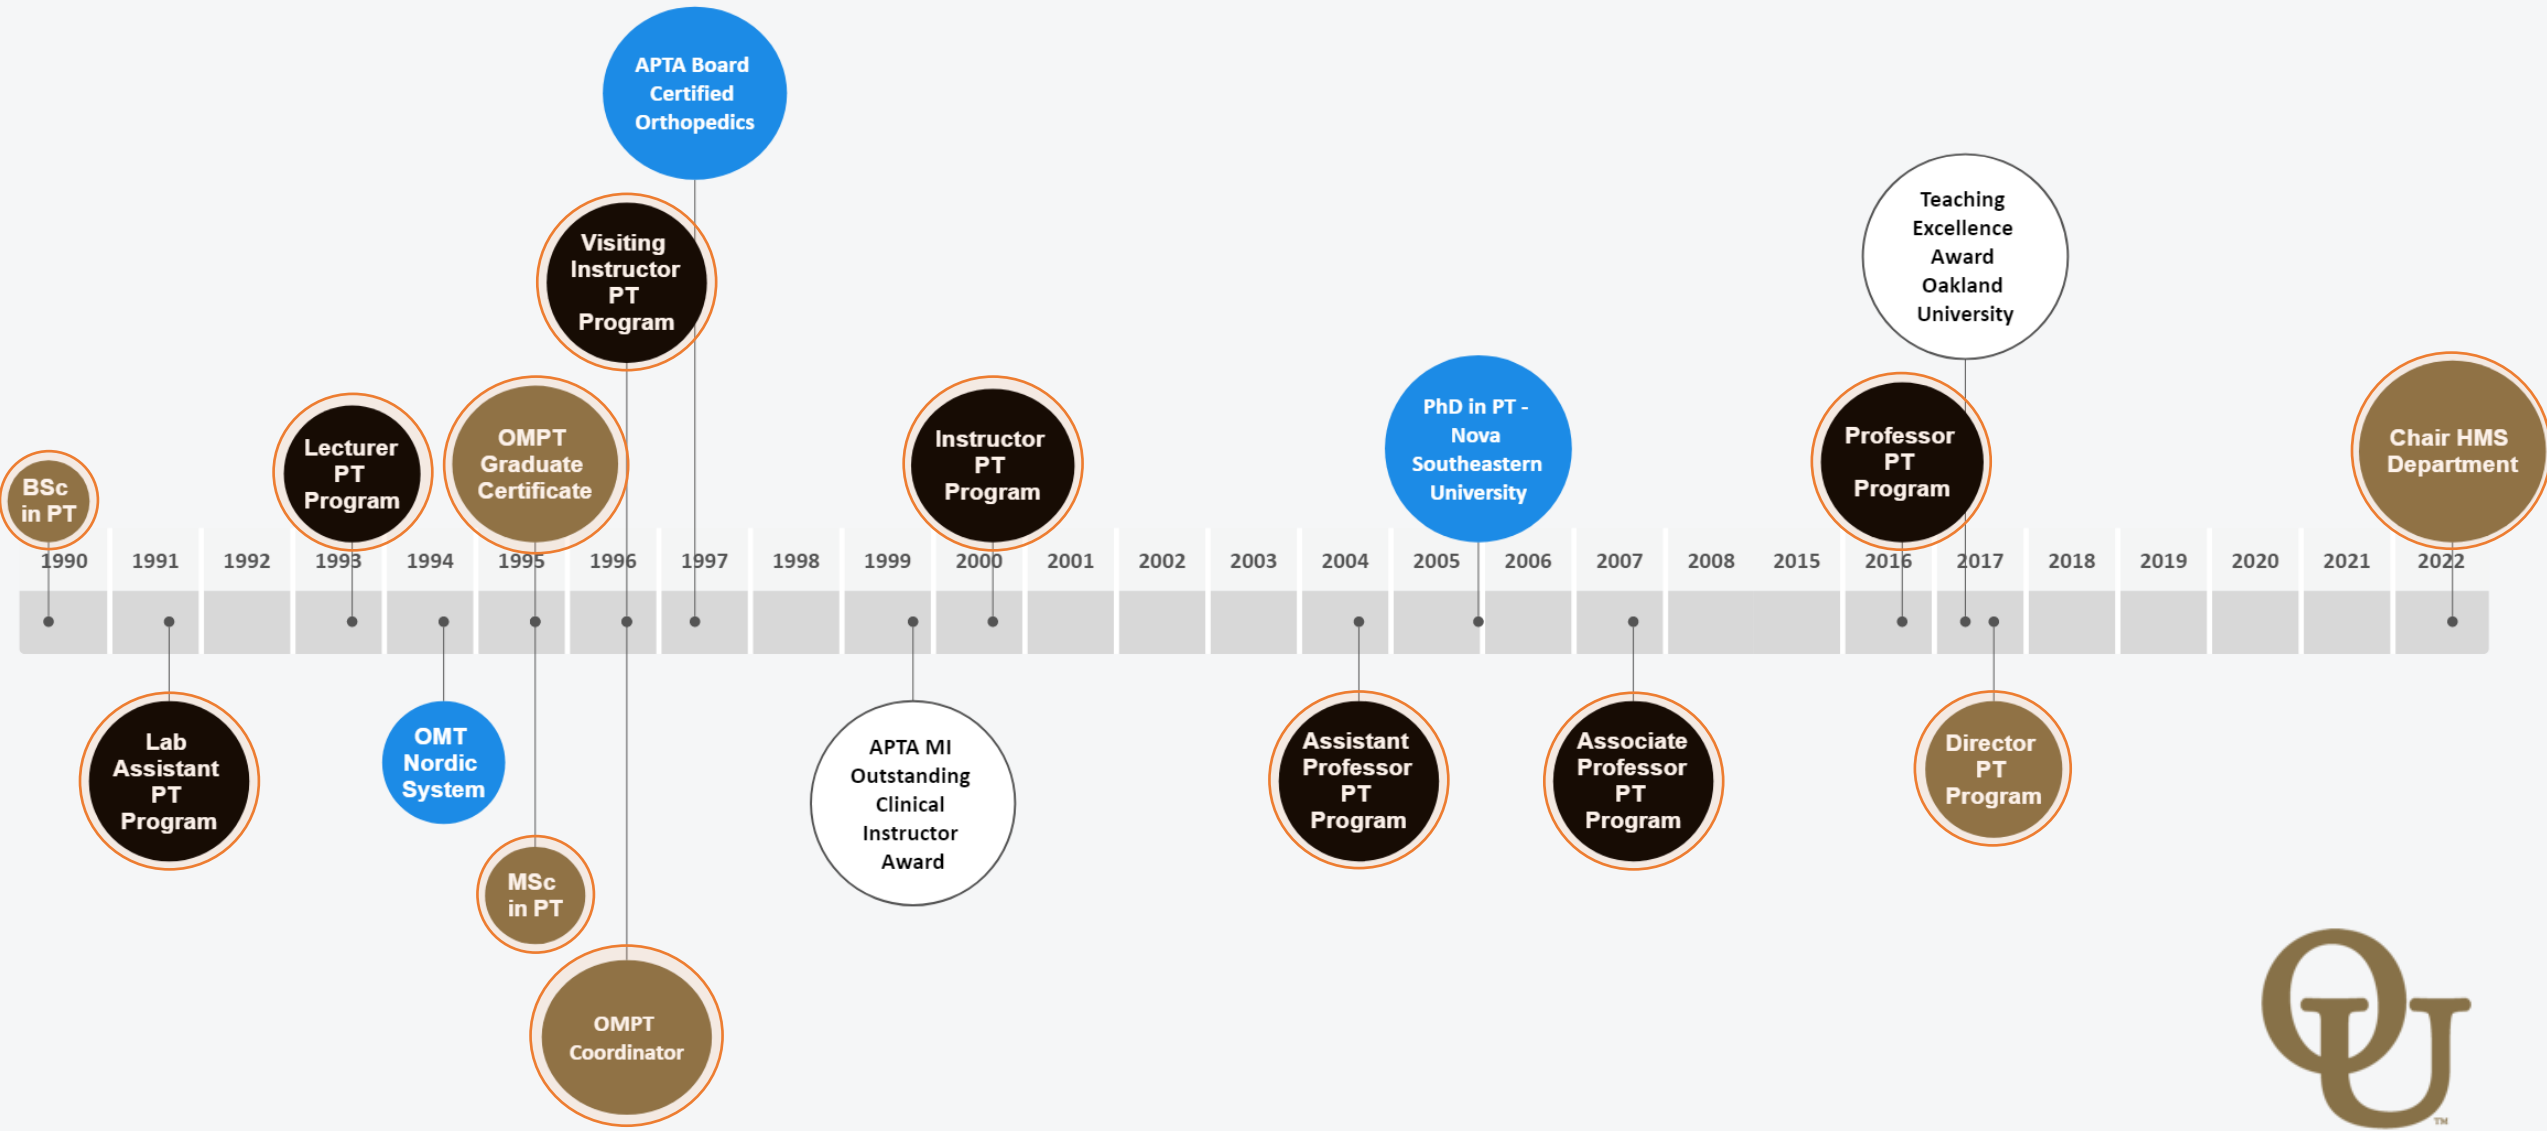 APTA Board
Certified
Orthopedics
Visiting
Instructor
PT
Program
Teaching
Excellence
Award
Oakland
University
BSc
in PT
Lecturer
PT
Program
OMPT
Graduate
Certificate
Instructor
PT
Program
PhD in PT -
Nova
Southeastern
University
Professor
PT
Program
Chair HMS
Department
1990 1991 1992 1993 1994 1995 1996 1997 1998 1999 2000 2001 2002 2003 2004 2005 2006 2007 2008 2015 2016 2017 2018 2019 2020 2021 2022
Lab
Assistant
PT
Program
OMT
Nordic
System
MSc
in PT
OMPT
Coordinator
APTA MI
Outstanding
Clinical
Instructor
Award
Assistant
Professor
PT
Program
Associate
Professor
PT
Program
Director
PT
Program
OU
TM